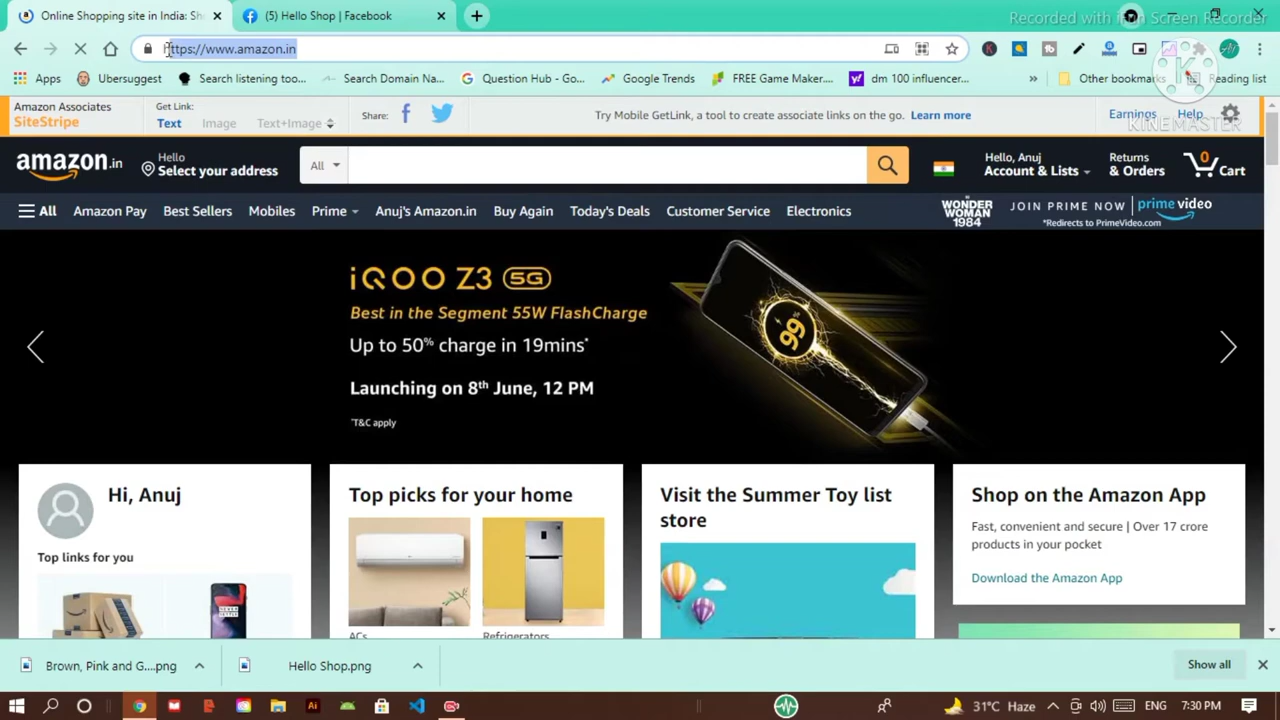 Online Shopping site in India: Sh
(5) Hello Shop | Facebook
Recorded with iFun Screen Recorder
https://www.amazon.in
Apps
Ubersuggest
Search listening too...
Search Domain Na...
Question Hub - Go...
Google Trends
FREE Game Maker....
dm 100 influencer...
»
Other bookmarks
Reading list
KINEMASTER
Amazon Associates
SiteStripe
Get Link:
Text
Image
Text+Image
Share:
Try Mobile GetLink, a tool to create associate links on the go. Learn more
Earnings
Help
amazon.in
Hello
Select your address
All
Hello, Anuj
Account & Lists
Returns
& Orders
0
Cart
All
Amazon Pay
Best Sellers
Mobiles
Prime
Anuj's Amazon.in
Buy Again
Today's Deals
Customer Service
Electronics
WONDER
WOMAN
1984
JOIN PRIME NOW
prime video
*Redirects to PrimeVideo.com
iQOO Z3 5G
Best in the Segment 55W FlashCharge
Up to 50% charge in 19mins*
Launching on 8th June, 12 PM
*T&C apply
99
Hi, Anuj
Top links for you
Top picks for your home
ACs
Refrigerators
Visit the Summer Toy list
store
Shop on the Amazon App
Fast, convenient and secure | Over 17 crore
products in your pocket
Download the Amazon App
Brown, Pink and G....png
Hello Shop.png
Show all
31°C Haze
ENG
7:30 PM